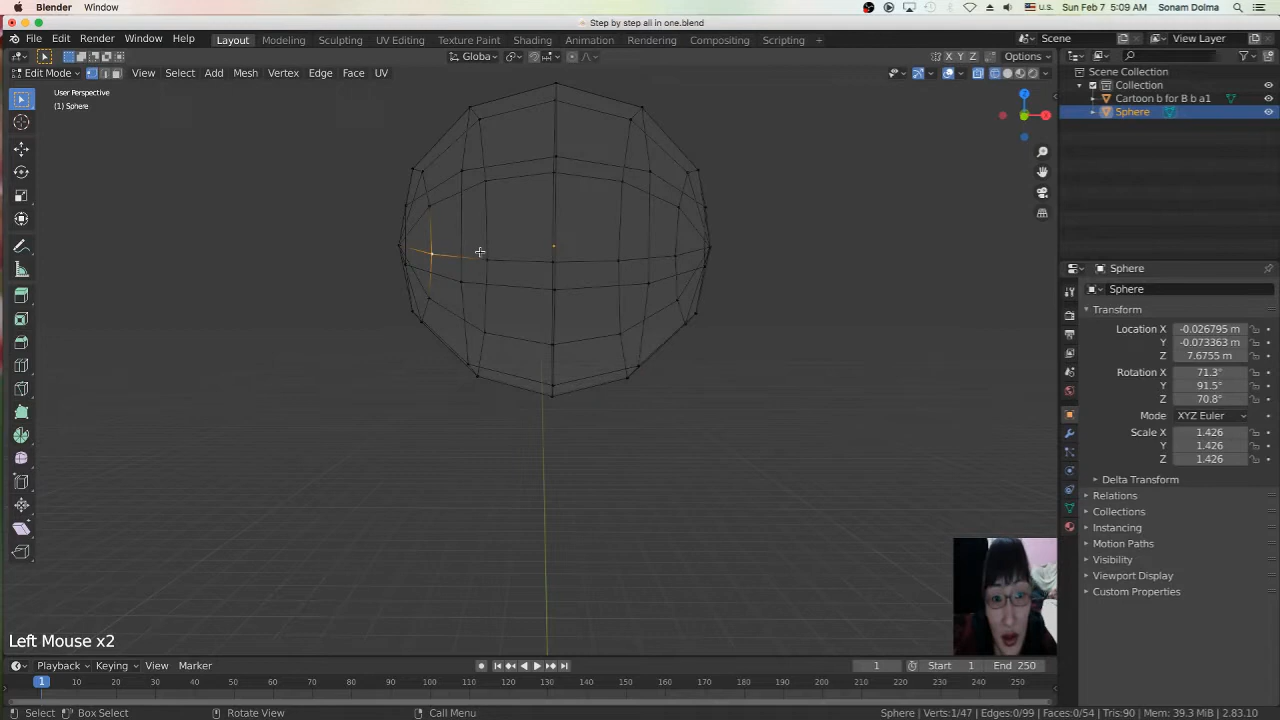 Blender Window U.S. Sun Feb 7 5:09 AM Sonam Dolma
Step by step all in one.blend
File Edit Render Window Help Layout Modeling Sculpting UV Editing Texture Paint Shading Animation Rendering Compositing Scripting + Scene View Layer
Globa X Y Z Options
Edit Mode View Select Add Mesh Vertex Edge Face UV
Scene Collection
Collection
Cartoon b for B b a1
Sphere
User Perspective
(1) Sphere
Z
X
Sphere
Sphere
Transform
Location X -0.026795 m
Y -0.073363 m
Z 7.6755 m
Rotation X 71.3°
Y 91.5°
Z 70.8°
Mode XYZ Euler
Scale X 1.426
Y 1.426
Z 1.426
Delta Transform
Relations
Collections
Instancing
Motion Paths
Visibility
Viewport Display
Custom Properties
Left Mouse x2
Playback Keying View Marker 1 Start 1 End 250
1 10 20 30 40 50 60 70 80 90 100 110 120 130 140 150 160 170 180 190 200 210 220 230 240 250
Select Box Select Rotate View Call Menu Sphere | Verts:1/47 | Edges:0/99 | Faces:0/54 | Tris:90 | Mem: 39.3 MiB | 2.83.10